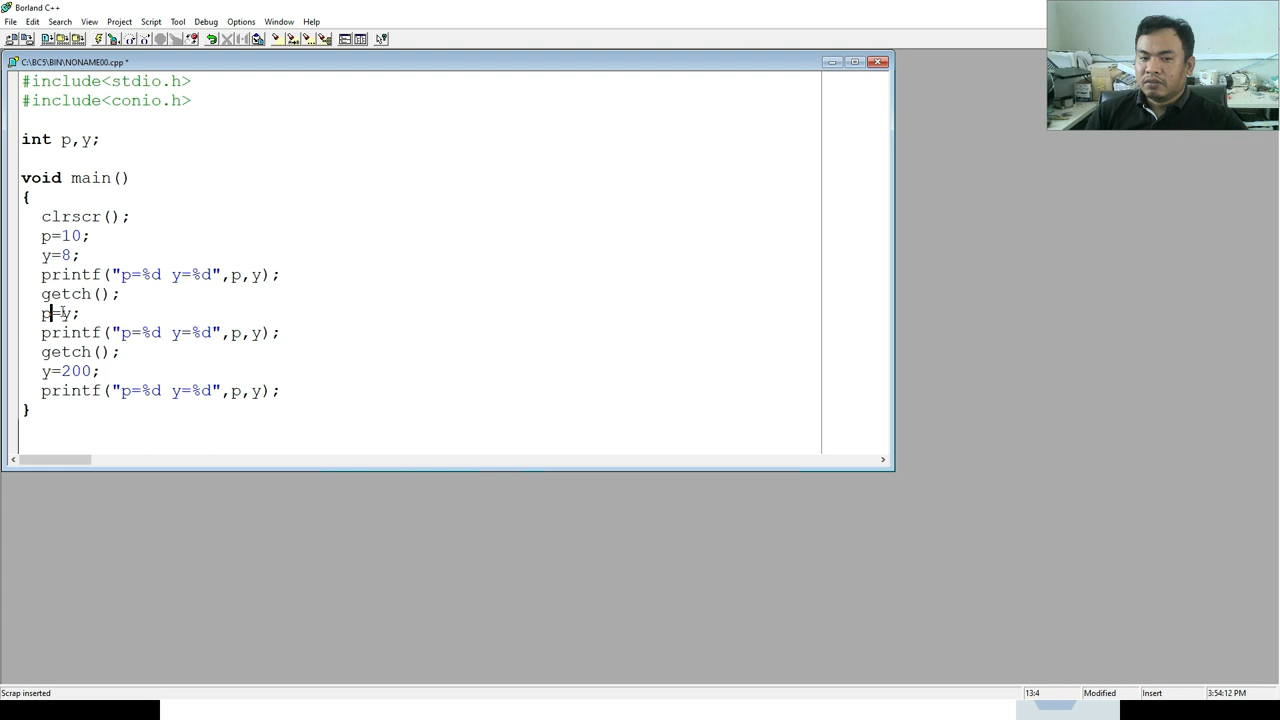 Borland C++
File Edit Search View Project Script Tool Debug Options Window Help
C:\BC5\BIN\NONAME00.cpp *
#include<stdio.h>
#include<conio.h>
int p,y;
void main()
{
clrscr();
p=10;
y=8;
printf("p=%d y=%d",p,y);
getch();
p=y;
printf("p=%d y=%d",p,y);
getch();
y=200;
printf("p=%d y=%d",p,y);
}
Scrap inserted 13:4 Modified Insert 3:54:12 PM